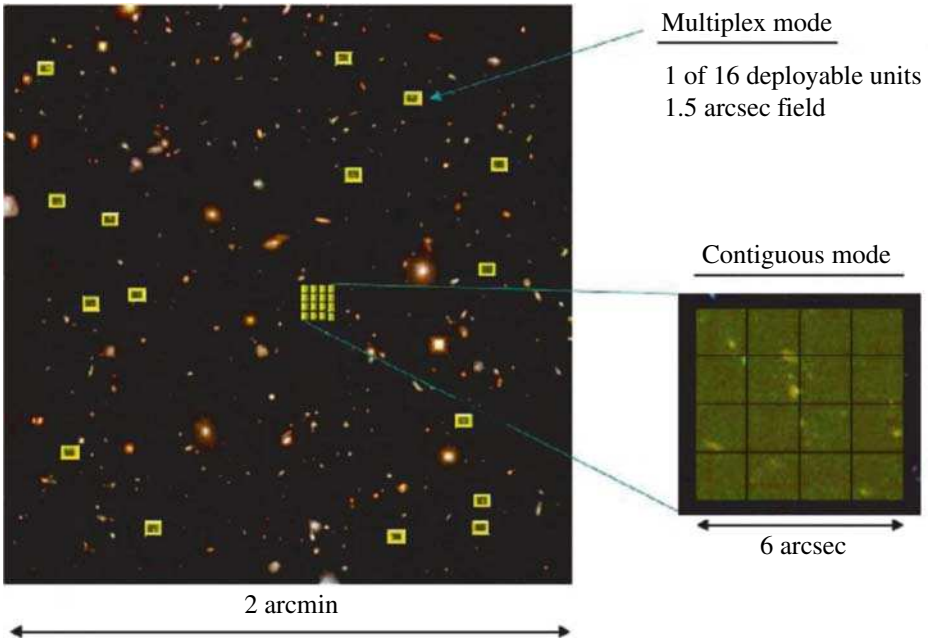 Multiplex mode
1 of 16 deployable units
1.5 arcsec field
Contiguous mode
6 arcsec
2 arcmin